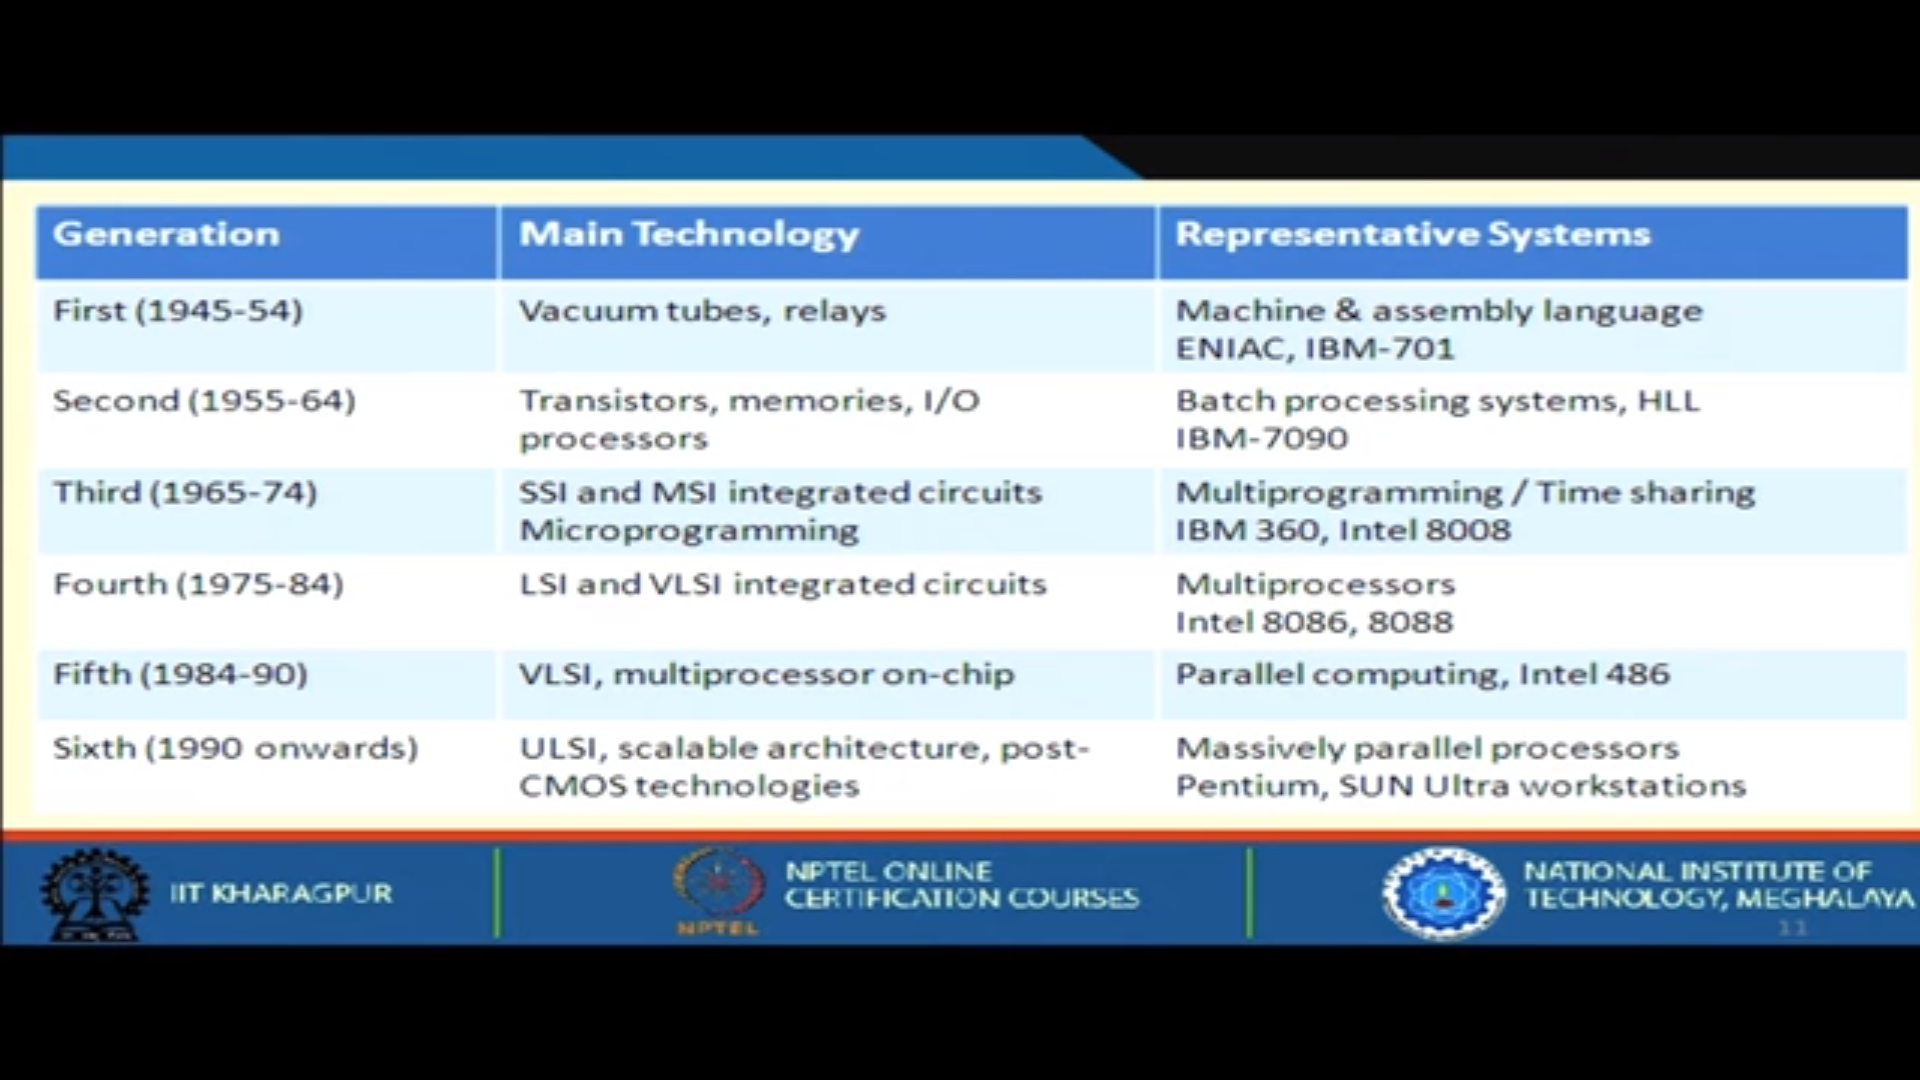 Generation Main Technology Representative Systems
First (1945-54) Vacuum tubes, relays Machine & assembly language
ENIAC, IBM-701
Second (1955-64) Transistors, memories, I/O Batch processing systems, HLL
processors IBM-7090
Third (1965-74) SSI and MSI integrated circuits Multiprogramming / Time sharing
Microprogramming IBM 360, Intel 8008
Fourth (1975-84) LSI and VLSI integrated circuits Multiprocessors
Intel 8086, 8088
Fifth (1984-90) VLSI, multiprocessor on-chip Parallel computing, Intel 486
Sixth (1990 onwards) ULSI, scalable architecture, post- Massively parallel processors
CMOS technologies Pentium, SUN Ultra workstations
IIT KHARAGPUR
NPTEL ONLINE
CERTIFICATION COURSES
NPTEL
NATIONAL INSTITUTE OF
TECHNOLOGY, MEGHALAYA
11